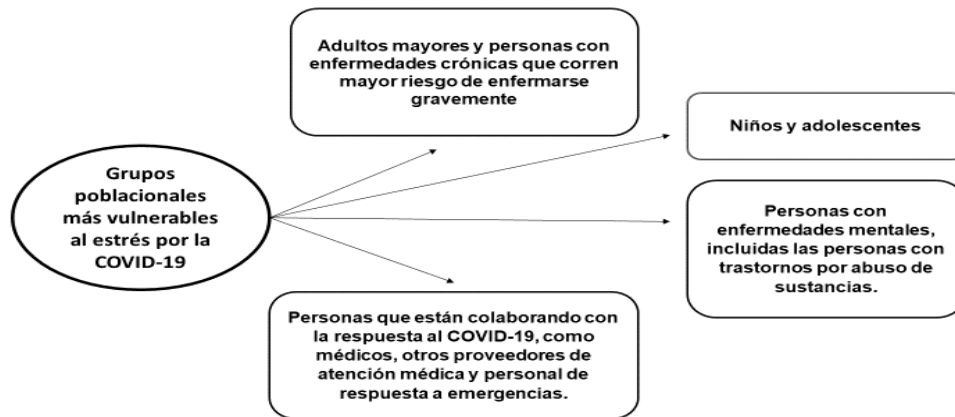 Adultos mayores y personas con
enfermedades crónicas que corren
mayor riesgo de enfermarse
gravemente
Niños y adolescentes
Grupos
poblacionales
más vulnerables
al estrés por la
COVID-19
Personas con
enfermedades mentales,
incluidas las personas con
trastornos por abuso de
sustancias.
Personas que están colaborando con
la respuesta al COVID-19, como
médicos, otros proveedores de
atención médica y personal de
respuesta a emergencias.